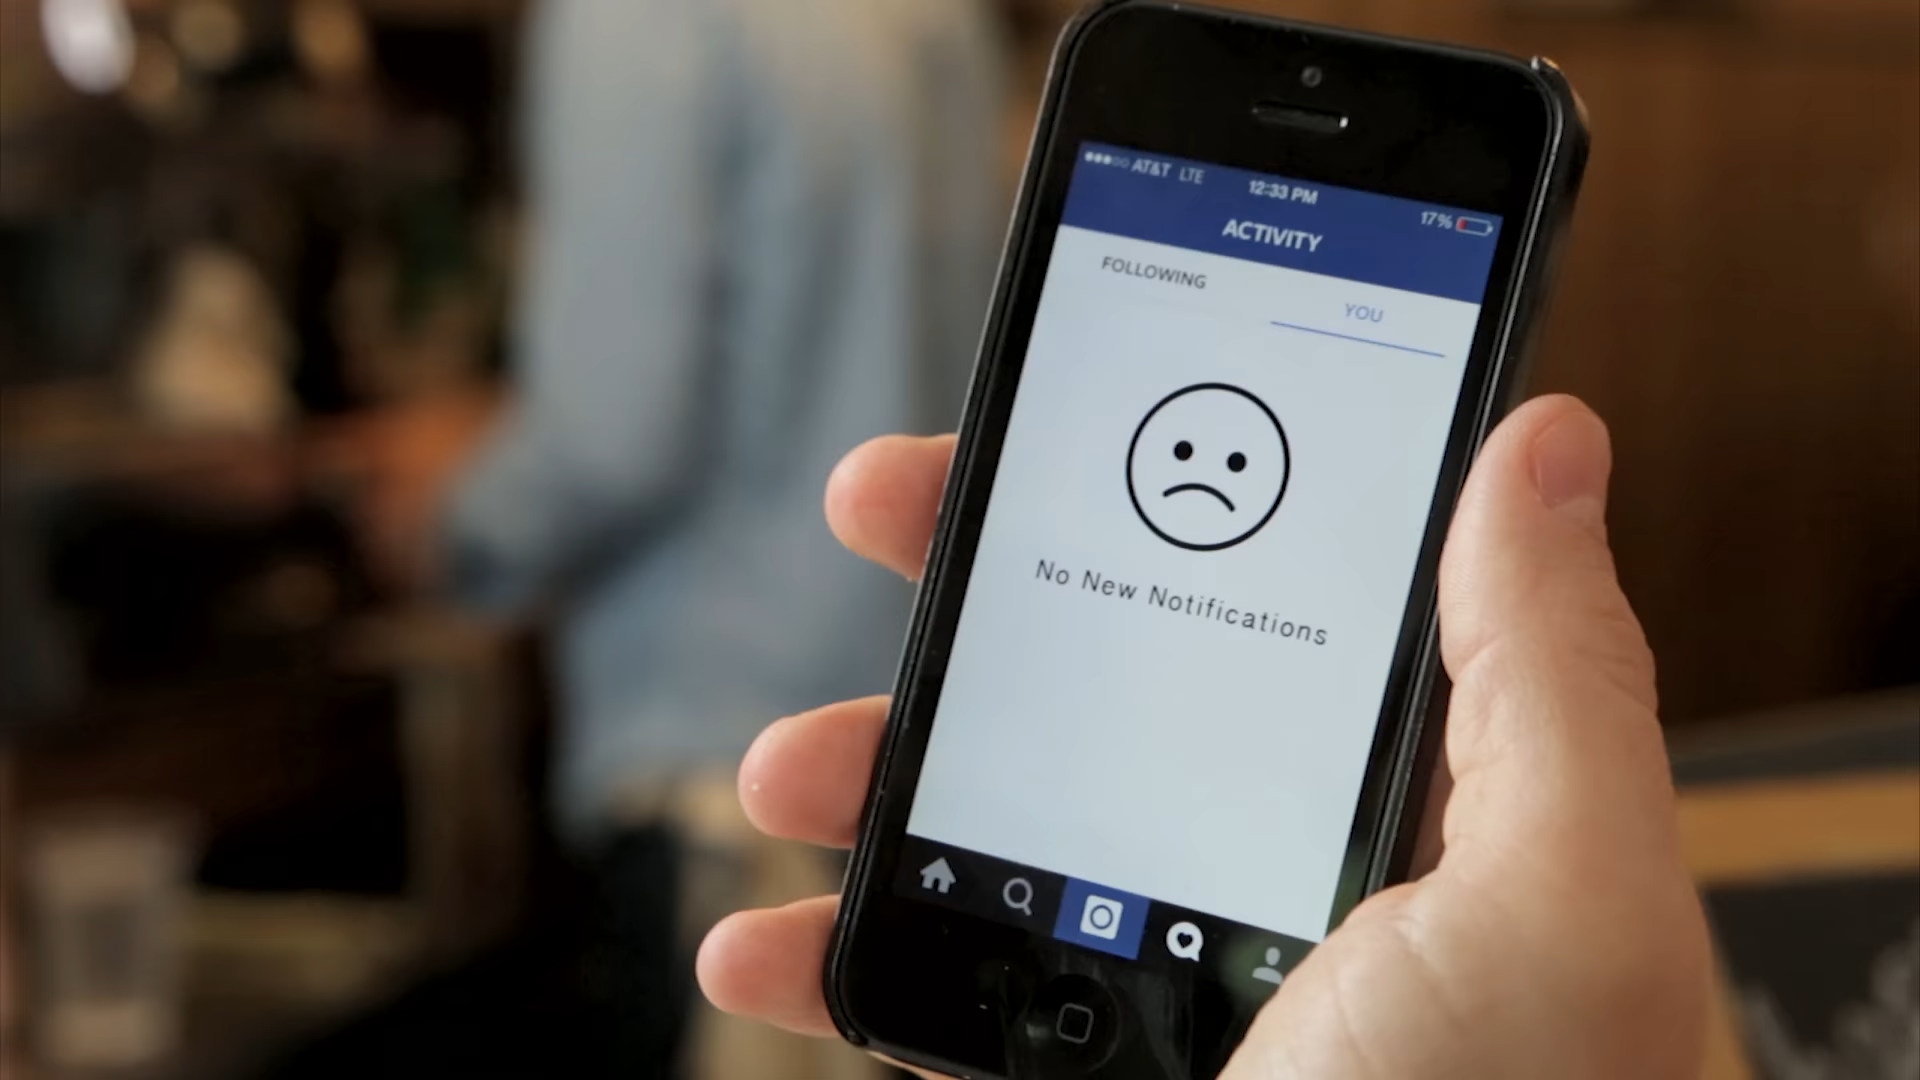 AT&T LTE
12:33 PM
17%
ACTIVITY
FOLLOWING
YOU
No New Notifications